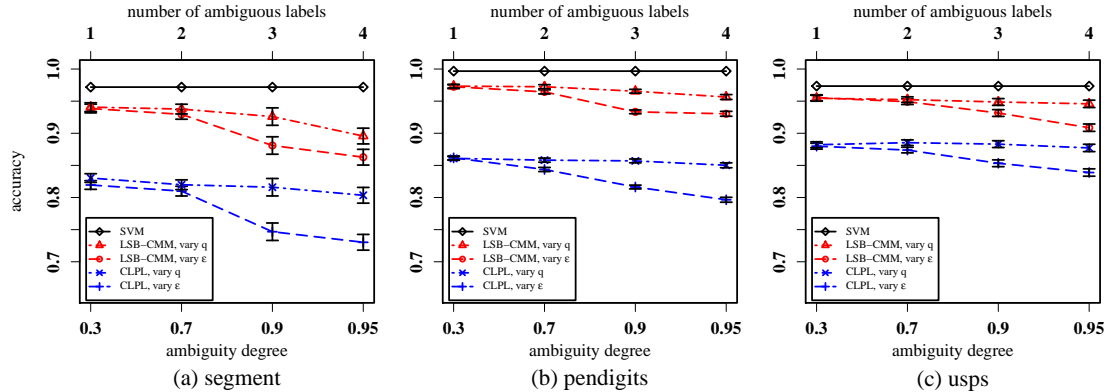 number of ambiguous labels
1 2 3 4
accuracy
1.0
0.9
0.8
0.7
SVM
LSB−CMM, vary q
LSB−CMM, vary ε
CLPL, vary q
CLPL, vary ε
0.3 0.7 0.9 0.95
ambiguity degree
(a) segment
number of ambiguous labels
1 2 3 4
1.0
0.9
0.8
0.7
SVM
LSB−CMM, vary q
LSB−CMM, vary ε
CLPL, vary q
CLPL, vary ε
0.3 0.7 0.9 0.95
ambiguity degree
(b) pendigits
number of ambiguous labels
1 2 3 4
1.0
0.9
0.8
0.7
SVM
LSB−CMM, vary q
LSB−CMM, vary ε
CLPL, vary q
CLPL, vary ε
0.3 0.7 0.9 0.95
ambiguity degree
(c) usps